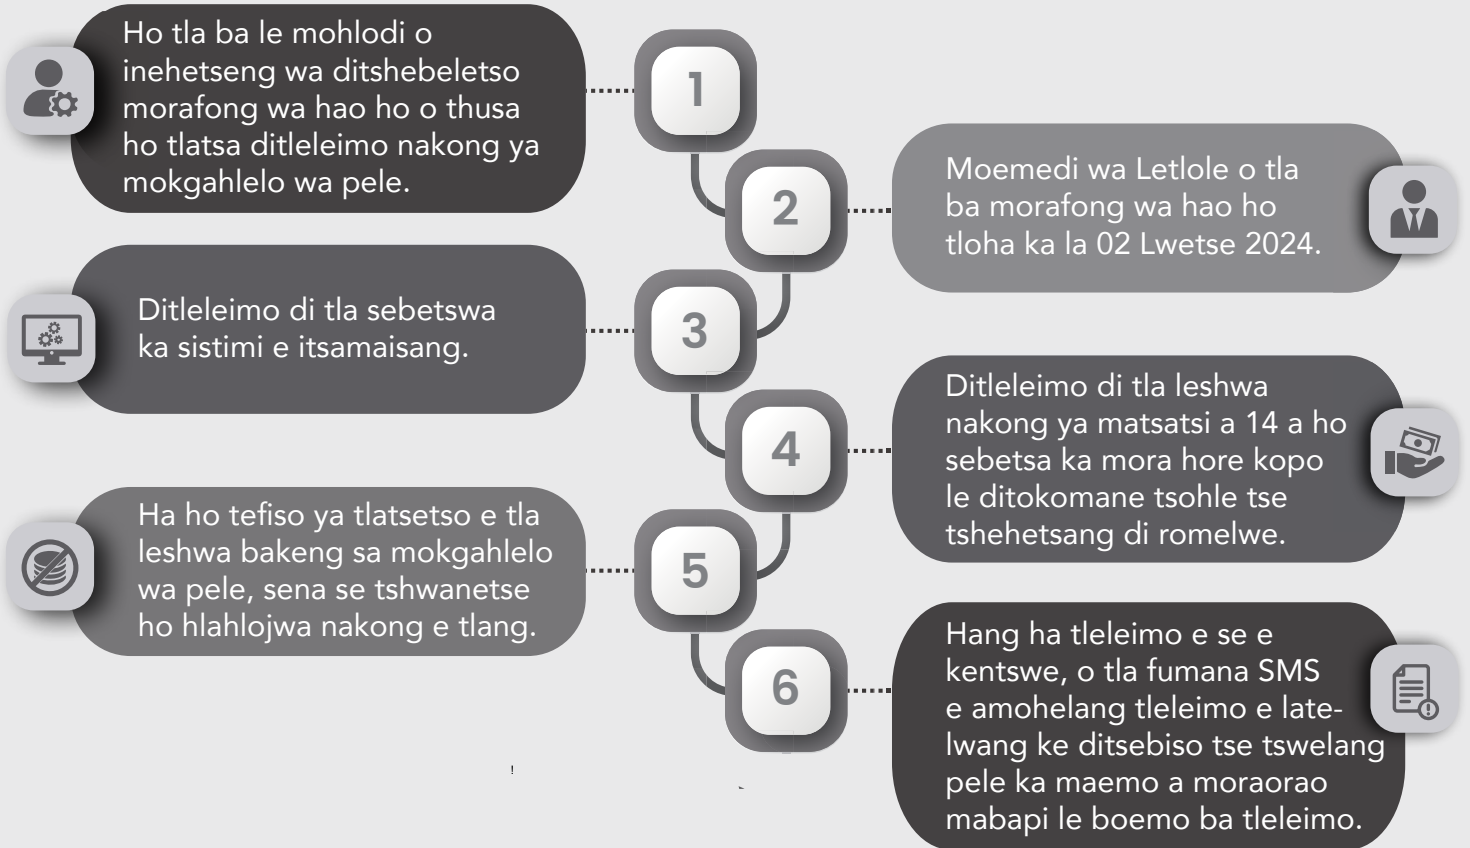 Ho tla ba le mohlodi o
inehetseng wa ditshebeletso
morafong wa hao ho o thusa
ho tlatsa ditleleimo nakong ya
mokgahlelo wa pele.
1
2
Moemedi wa Letlole o tla
ba morafong wa hao ho
tloha ka la 02 Lwetse 2024.
Ditleleimo di tla sebetswa
ka sistimi e itsamaisang.
3
4
Ditleleimo di tla leshwa
nakong ya matsatsi a 14 a ho
sebetsa ka mora hore kopo
le ditokomane tsohle tse
tshehetsang di romelwe.
Ha ho tefiso ya tlatsetso e tla
leshwa bakeng sa mokgahlelo
wa pele, sena se tshwanetse
ho hlahlojwa nakong e tlang.
5
6
Hang ha tleleimo e se e
kentswe, o tla fumana SMS
e amohelang tleleimo e late-
lwang ke ditsebiso tse tswelang
pele ka maemo a moraorao
mabapi le boemo ba tleleimo.
!